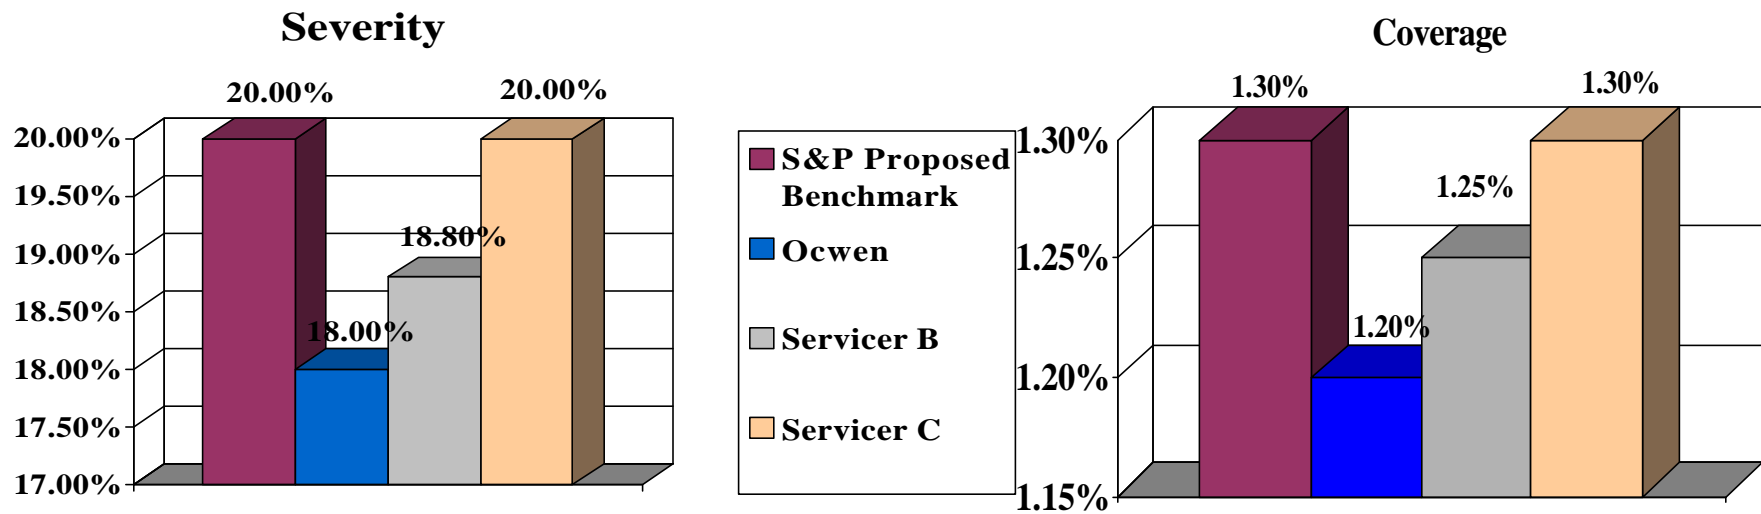 Severity
20.00%
20.00%
18.80%
18.00%
20.00%
19.50%
19.00%
18.50%
18.00%
17.50%
17.00%
S&P Proposed
Benchmark
Ocwen
Servicer B
Servicer C
Coverage
1.30%
1.30%
1.25%
1.20%
1.30%
1.25%
1.20%
1.15%